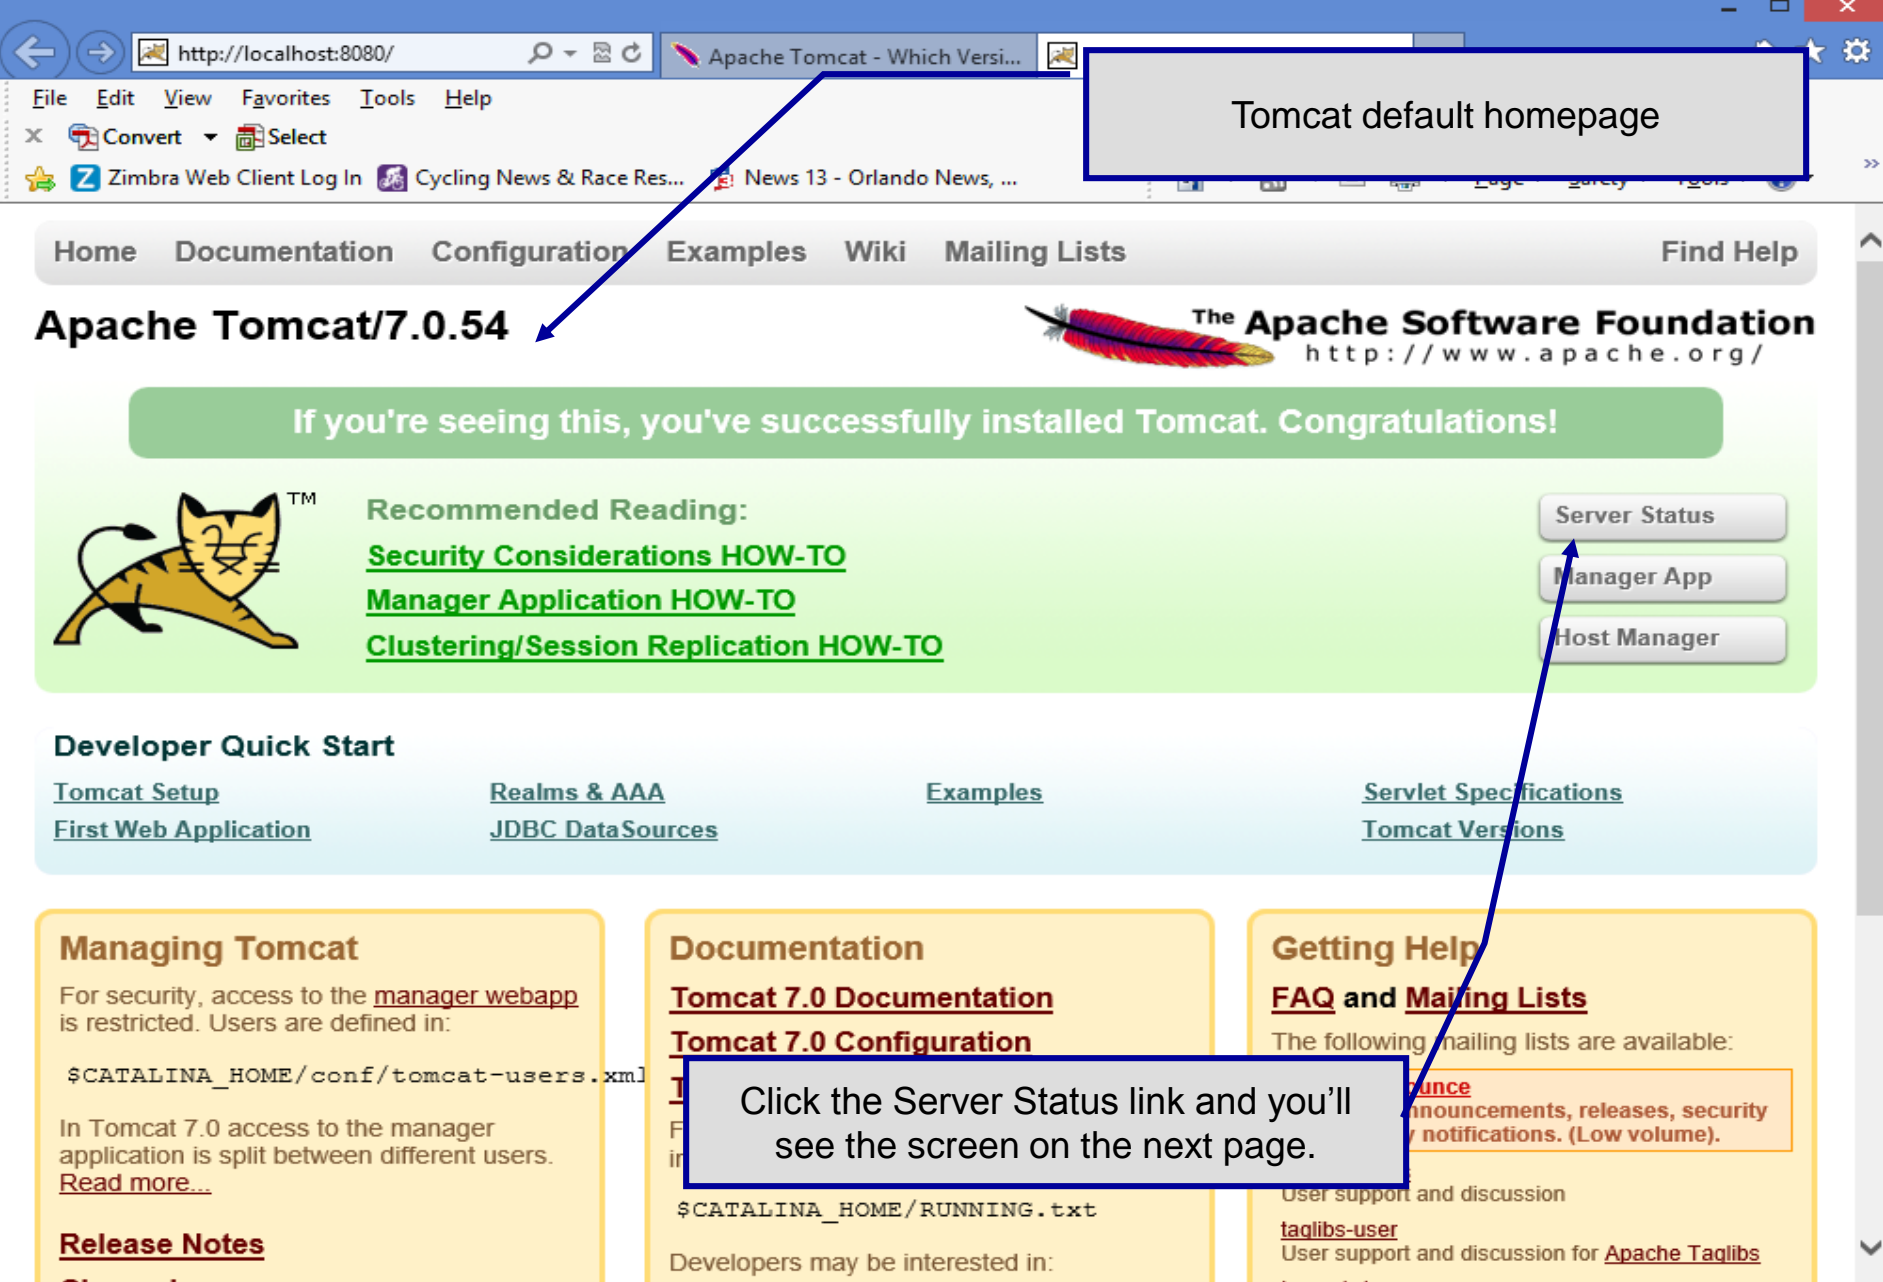 http://localhost:8080/
Apache Tomcat - Which Versi...
Tomcat default homepage
File Edit View Favorites Tools Help
Convert Select
Zimbra Web Client Log In Cycling News & Race Res... News 13 - Orlando News, ...
Home Documentation Configuration Examples Wiki Mailing Lists Find Help
Apache Tomcat/7.0.54
The Apache Software Foundation
http://www.apache.org/
If you're seeing this, you've successfully installed Tomcat. Congratulations!
TM
Recommended Reading:
Security Considerations HOW-TO
Manager Application HOW-TO
Clustering/Session Replication HOW-TO
Server Status
Manager App
Host Manager
Developer Quick Start
Tomcat Setup Realms & AAA Examples Servlet Specifications
First Web Application JDBC DataSources Tomcat Versions
Managing Tomcat
For security, access to the manager webapp
is restricted. Users are defined in:
$CATALINA_HOME/conf/tomcat-users.xml
In Tomcat 7.0 access to the manager
application is split between different users.
Read more...
Release Notes
Documentation
Tomcat 7.0 Documentation
Tomcat 7.0 Configuration
Click the Server Status link and you'll
see the screen on the next page.
$CATALINA_HOME/RUNNING.txt
Developers may be interested in:
Getting Help
FAQ and Mailing Lists
The following mailing lists are available:
releases, security
notifications. (Low volume).
User support and discussion
taglibs-user
User support and discussion for Apache Taglibs